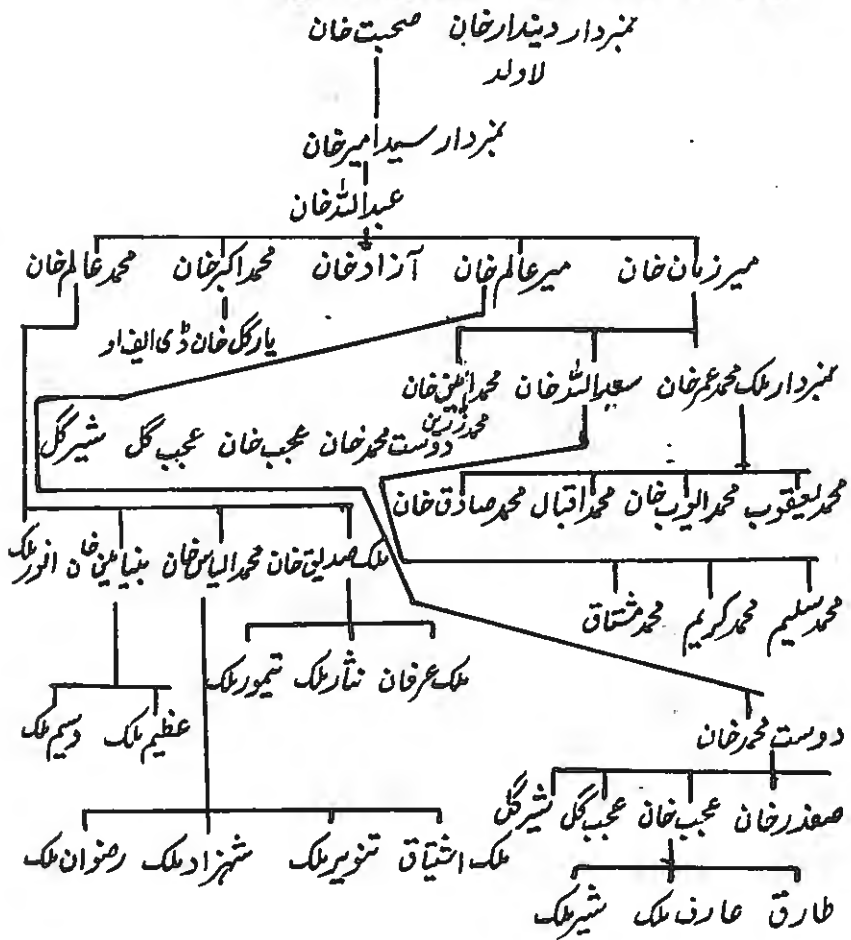 نمبردار دیندار خان صحبت خان
لاولد
نمبردار سید امیر خان
عبداللہ خان
میر زمان خان میر عالم خان آزاد خان محمد اکبر خان محمد عالم خان
یار گل خان ڈی ایف او
نمبردار ملک محمد عمر خان سعید اللہ خان محمد امین خان
محمد زرین
دوست محمد خان عجب خان عجب گل شیر گل
محمد یعقوب محمد ایوب خان محمد اقبال محمد صادق خان
ملک صدیق خان محمد الیاس خان بنیامین خان انور ملک
محمد سلیم محمد کریم محمد مشتاق
ملک عرفان نثار ملک تیمور ملک
عظیم ملک وسیم ملک
دوست محمد خان
صفدر خان عجب خان عجب گل شیر گل
ملک اشتیاق تنویر ملک شہزاد ملک رضوان ملک
طارق عارف ملک شیر ملک